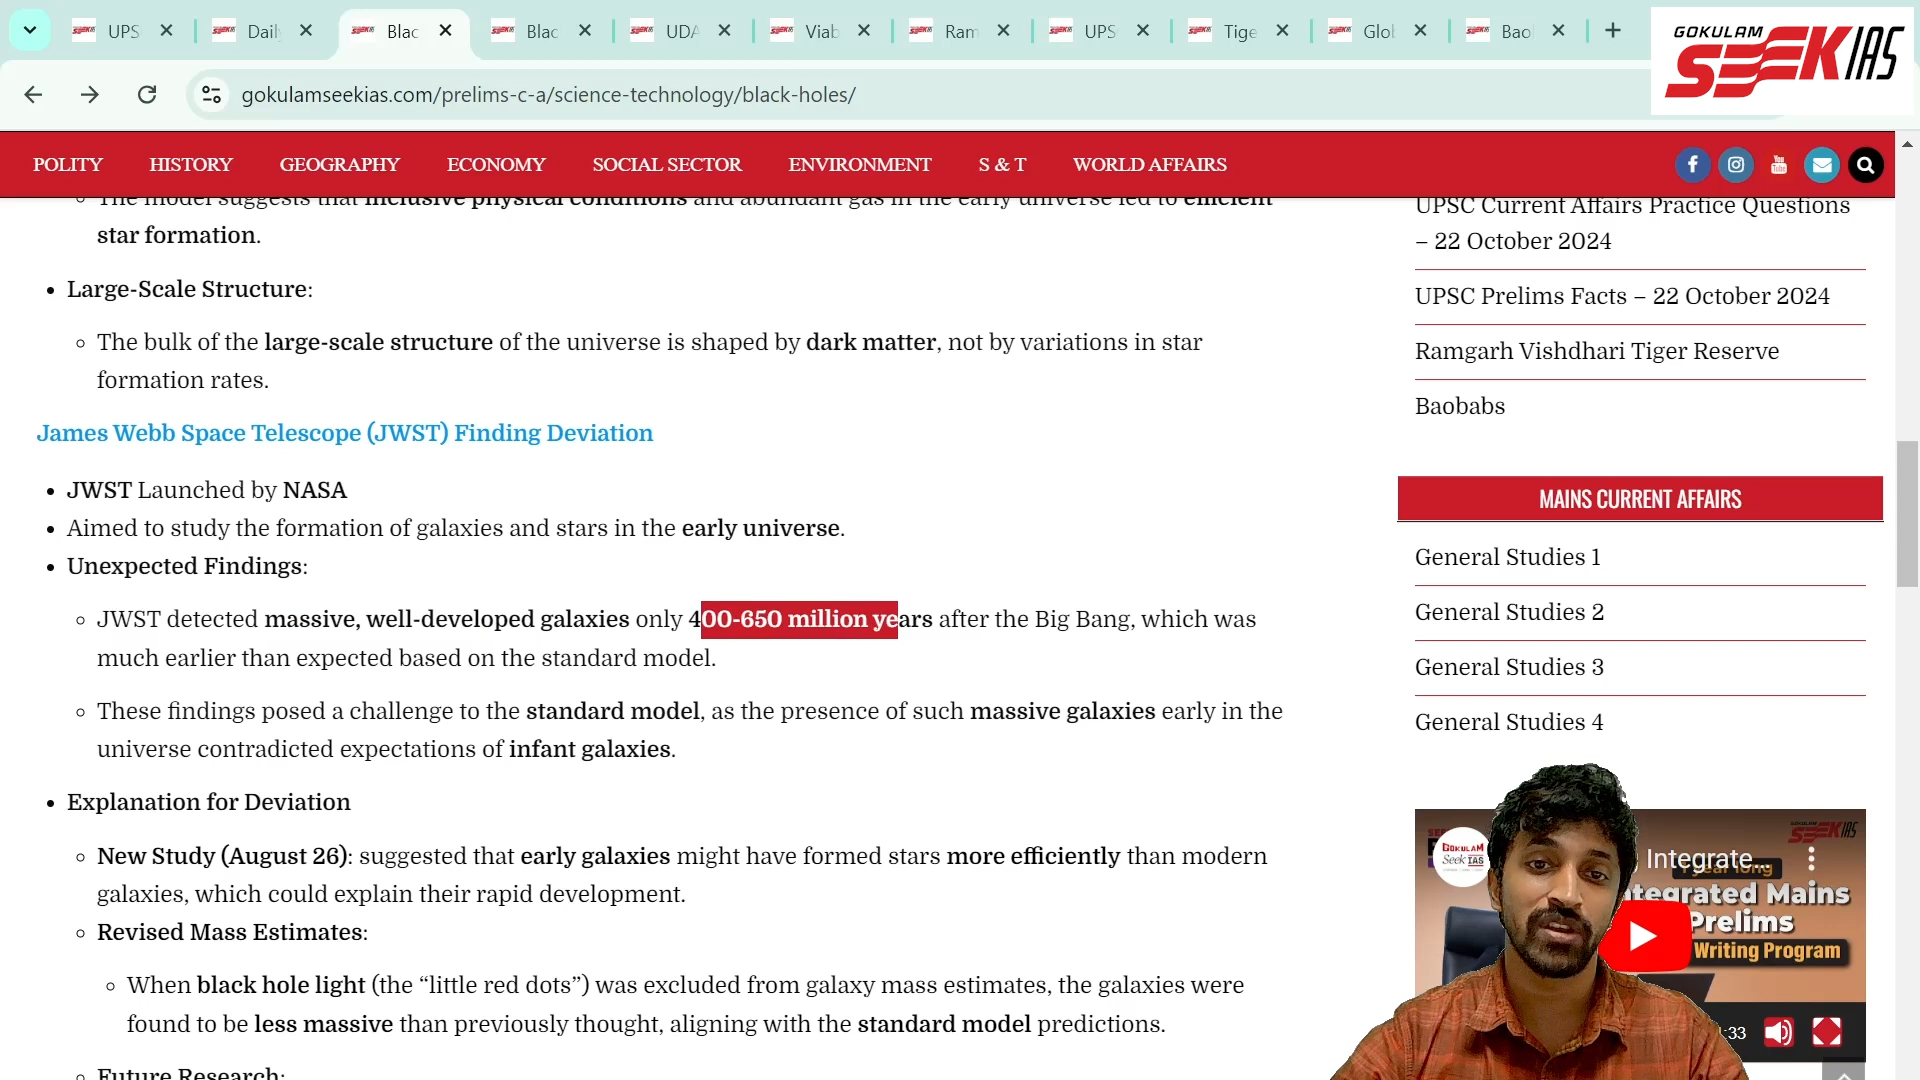 UPS
Daily
Blac
Blac
UDA
Viab
Ram
UPS
Tige
Glob
Baol
GOKULAM
SEEK IAS
gokulamseekias.com/prelims-c-a/science-technology/black-holes/
POLITY HISTORY GEOGRAPHY ECONOMY SOCIAL SECTOR ENVIRONMENT S & T WORLD AFFAIRS
The model suggests that inclusive physical conditions and abundant gas in the early universe led to efficient
star formation.
Large-Scale Structure:
The bulk of the large-scale structure of the universe is shaped by dark matter, not by variations in star
formation rates.
James Webb Space Telescope (JWST) Finding Deviation
JWST Launched by NASA
Aimed to study the formation of galaxies and stars in the early universe.
Unexpected Findings:
JWST detected massive, well-developed galaxies only 400-650 million years after the Big Bang, which was
much earlier than expected based on the standard model.
These findings posed a challenge to the standard model, as the presence of such massive galaxies early in the
universe contradicted expectations of infant galaxies.
Explanation for Deviation
New Study (August 26): suggested that early galaxies might have formed stars more efficiently than modern
galaxies, which could explain their rapid development.
Revised Mass Estimates:
When black hole light (the “little red dots”) was excluded from galaxy mass estimates, the galaxies were
found to be less massive than previously thought, aligning with the standard model predictions.
Future Research:
UPSC Current Affairs Practice Questions
– 22 October 2024
UPSC Prelims Facts – 22 October 2024
Ramgarh Vishdhari Tiger Reserve
Baobabs
MAINS CURRENT AFFAIRS
General Studies 1
General Studies 2
General Studies 3
General Studies 4
GOKULAM
Seek IAS
SEEK IAS
Integrate...
year long
ntegrated Mains
Prelims
Writing Program
:33